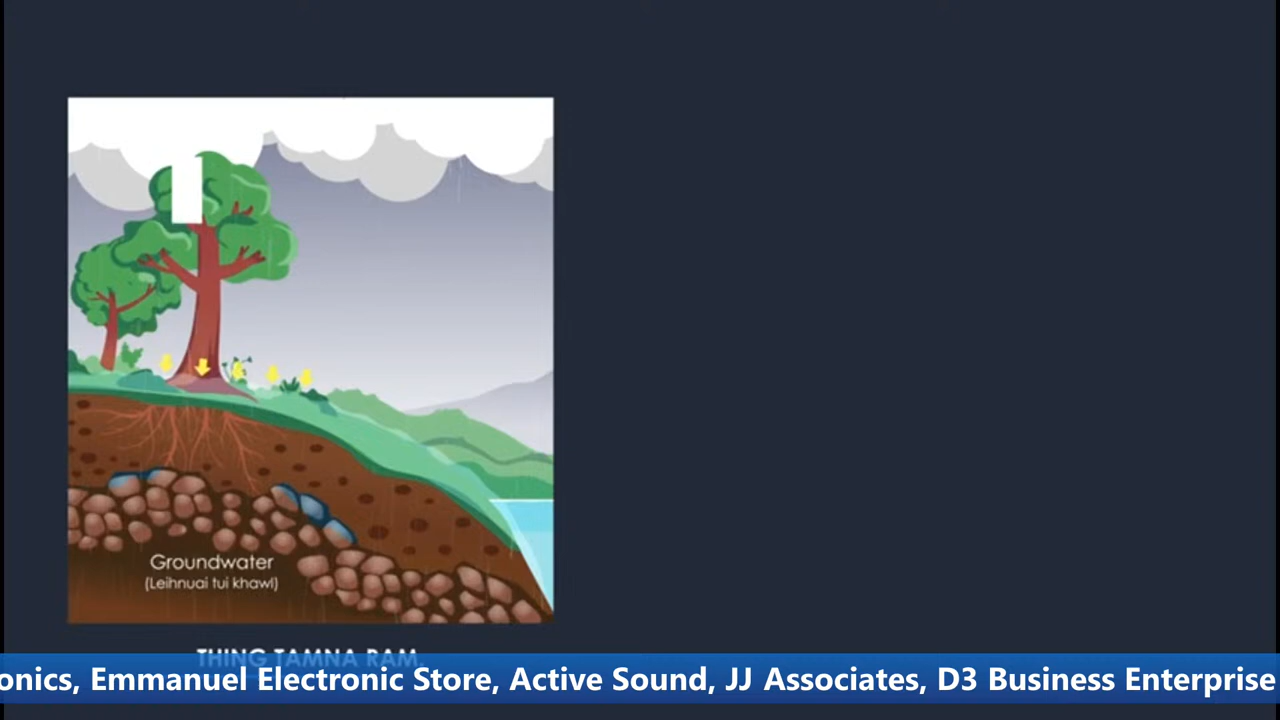 Groundwater
(Leihnuai tui khawl)
THING TAMNA RAM.
onics, Emmanuel Electronic Store, Active Sound, JJ Associates, D3 Business Enterprise